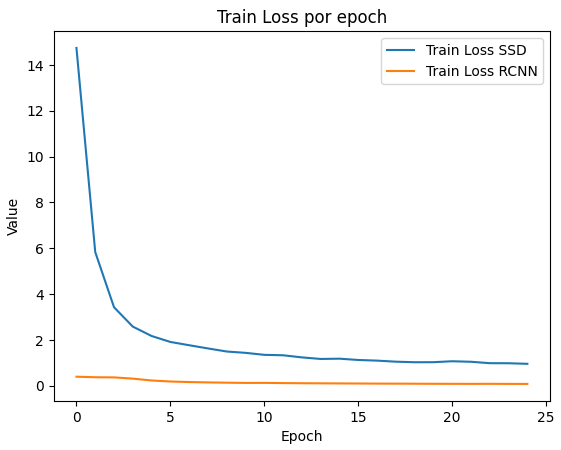 Train Loss por epoch
Train Loss SSD
Train Loss RCNN
Value
14
12
10
8
6
4
2
0
0 5 10 15 20 25
Epoch